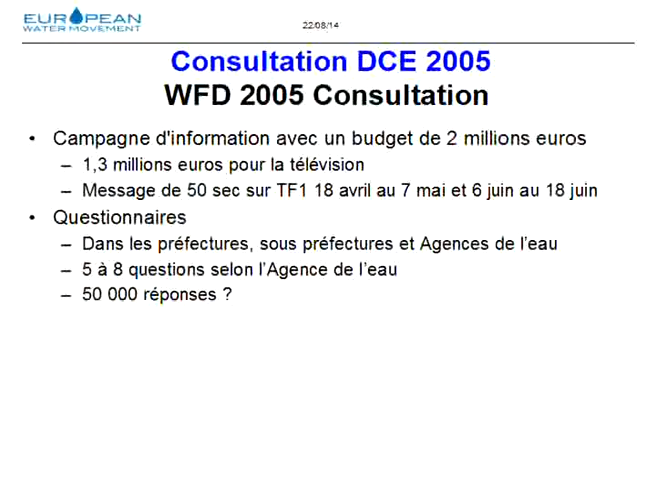 EUROPEAN
WATER MOVEMENT
22/08/14
Consultation DCE 2005
WFD 2005 Consultation
• Campagne d'information avec un budget de 2 millions euros
– 1,3 millions euros pour la télévision
– Message de 50 sec sur TF1 18 avril au 7 mai et 6 juin au 18 juin
• Questionnaires
– Dans les préfectures, sous préfectures et Agences de l’eau
– 5 à 8 questions selon l’Agence de l’eau
– 50 000 réponses ?